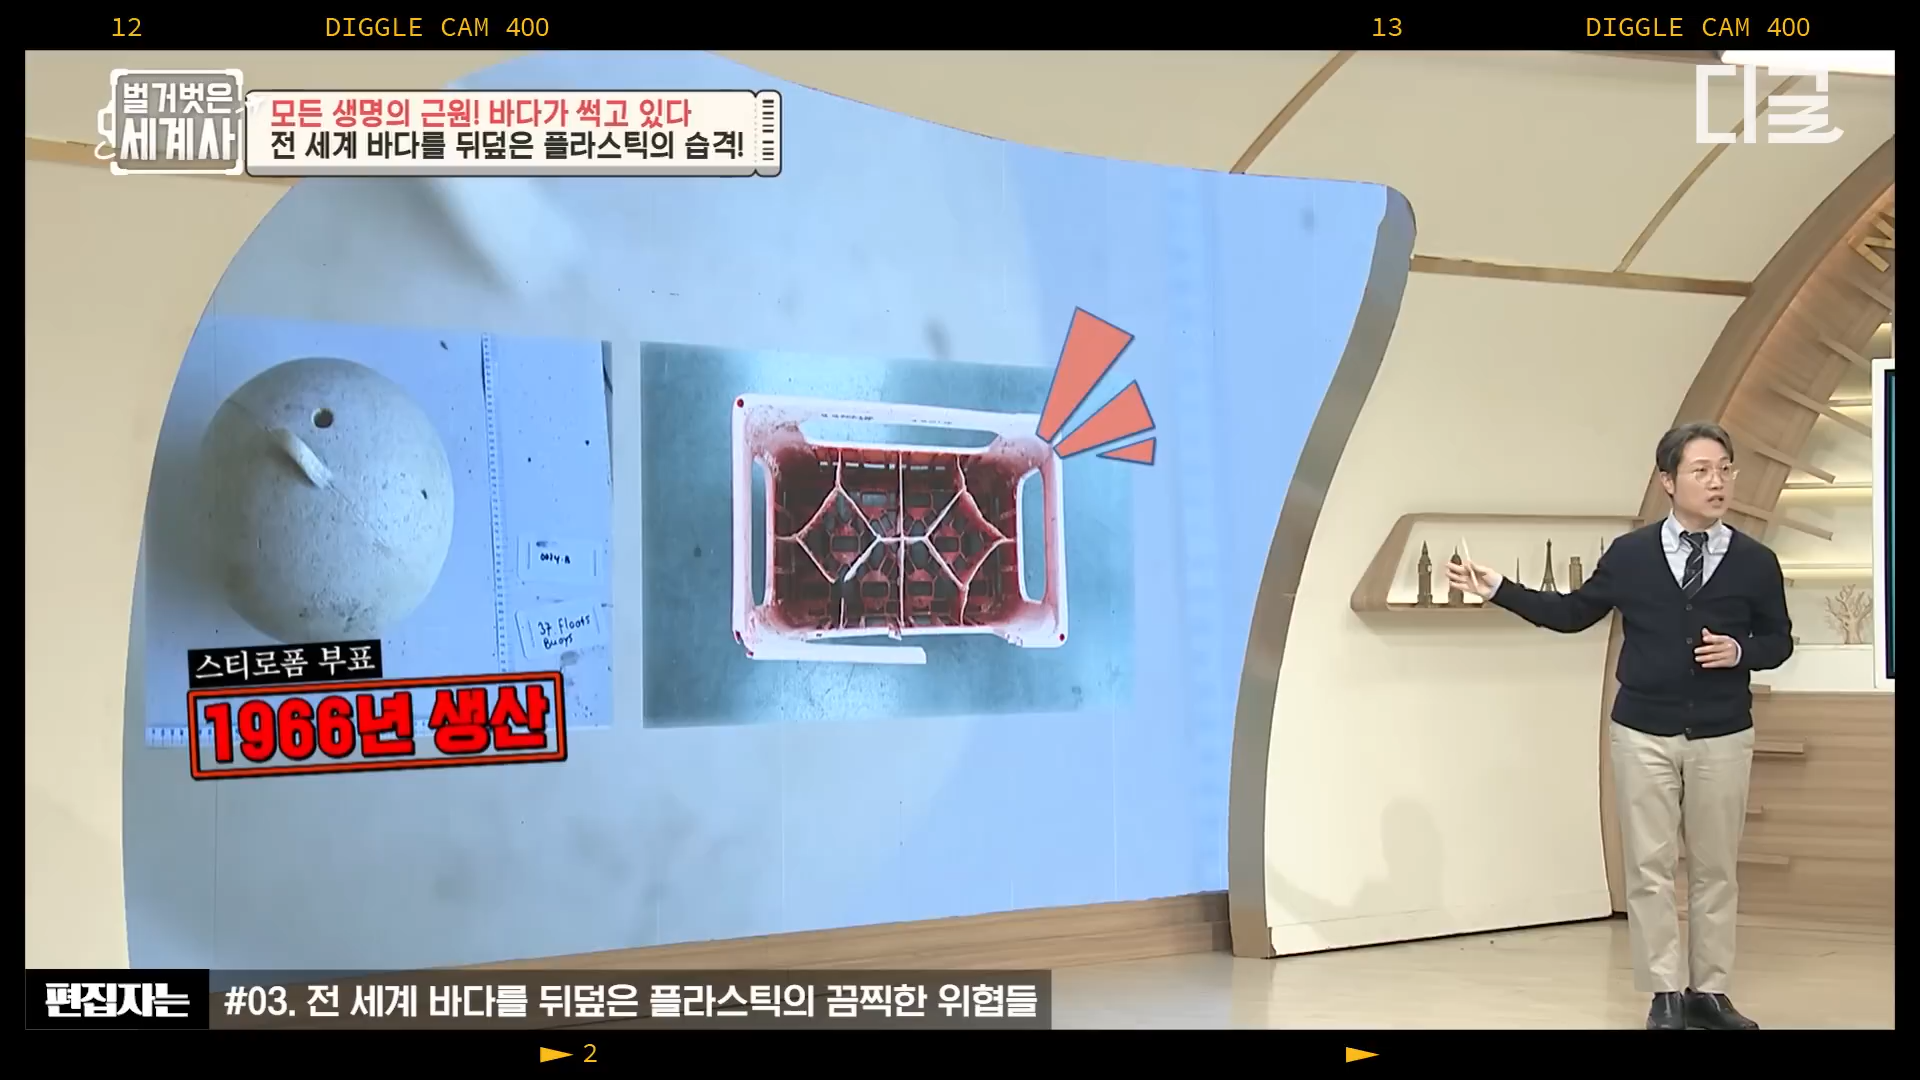 12
DIGGLE CAM 400
13
DIGGLE CAM 400
벌거벗은
세계사
모든 생명의 근원! 바다가 썩고 있다
전 세계 바다를 뒤덮은 플라스틱의 습격!
디글
37 Floats
Buoys
스티로폼 부표
1966년 생산
편집자는
#03. 전 세계 바다를 뒤덮은 플라스틱의 끔찍한 위협들
2